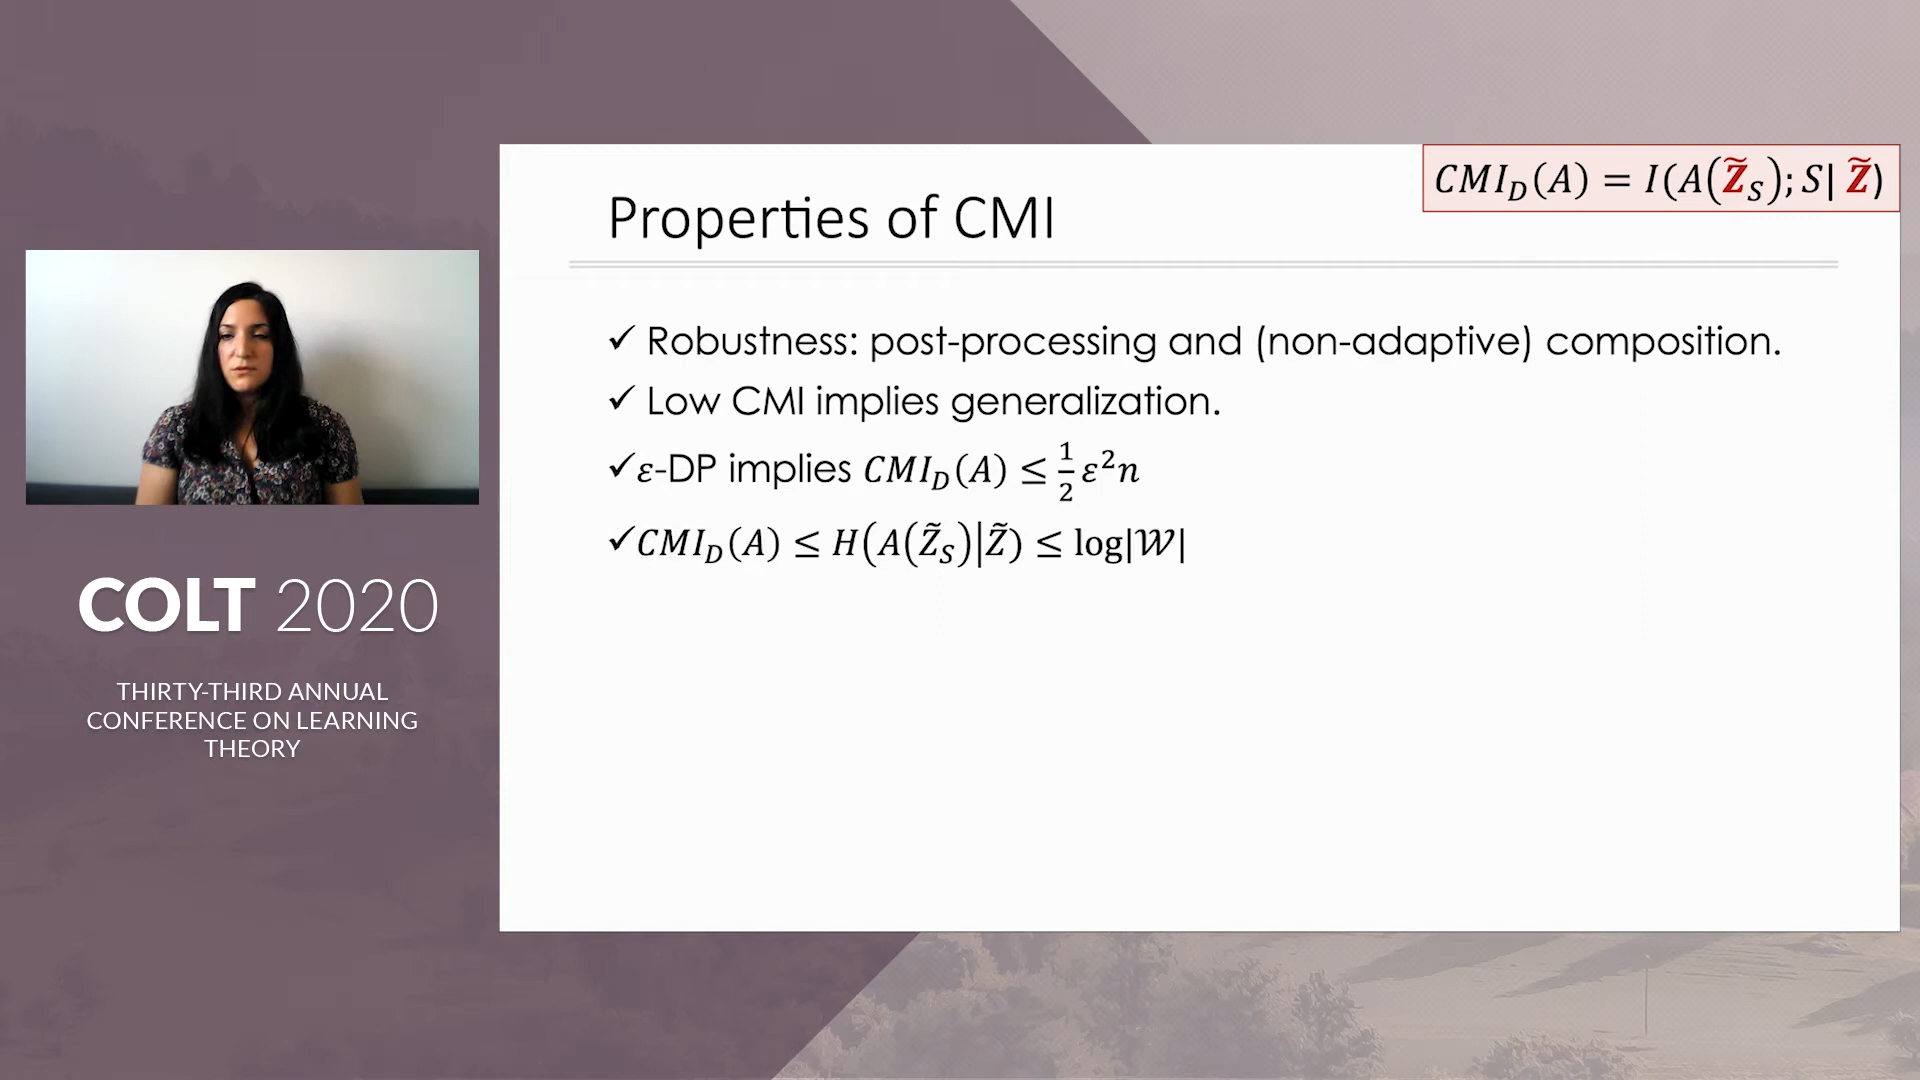 CMI_D(A) = I(A(Z̃_S); S| Z̃)
Properties of CMI
✓ Robustness: post-processing and (non-adaptive) composition.
✓ Low CMI implies generalization.
✓ε-DP implies CMI_D(A) ≤ 1/2 ε²n
✓CMI_D(A) ≤ H(A(Z̃_S)|Z̃) ≤ log|𝒲|
COLT 2020
THIRTY-THIRD ANNUAL
CONFERENCE ON LEARNING
THEORY